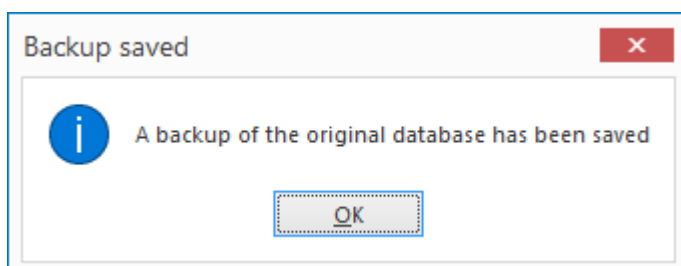 Backup saved
A backup of the original database has been saved
OK